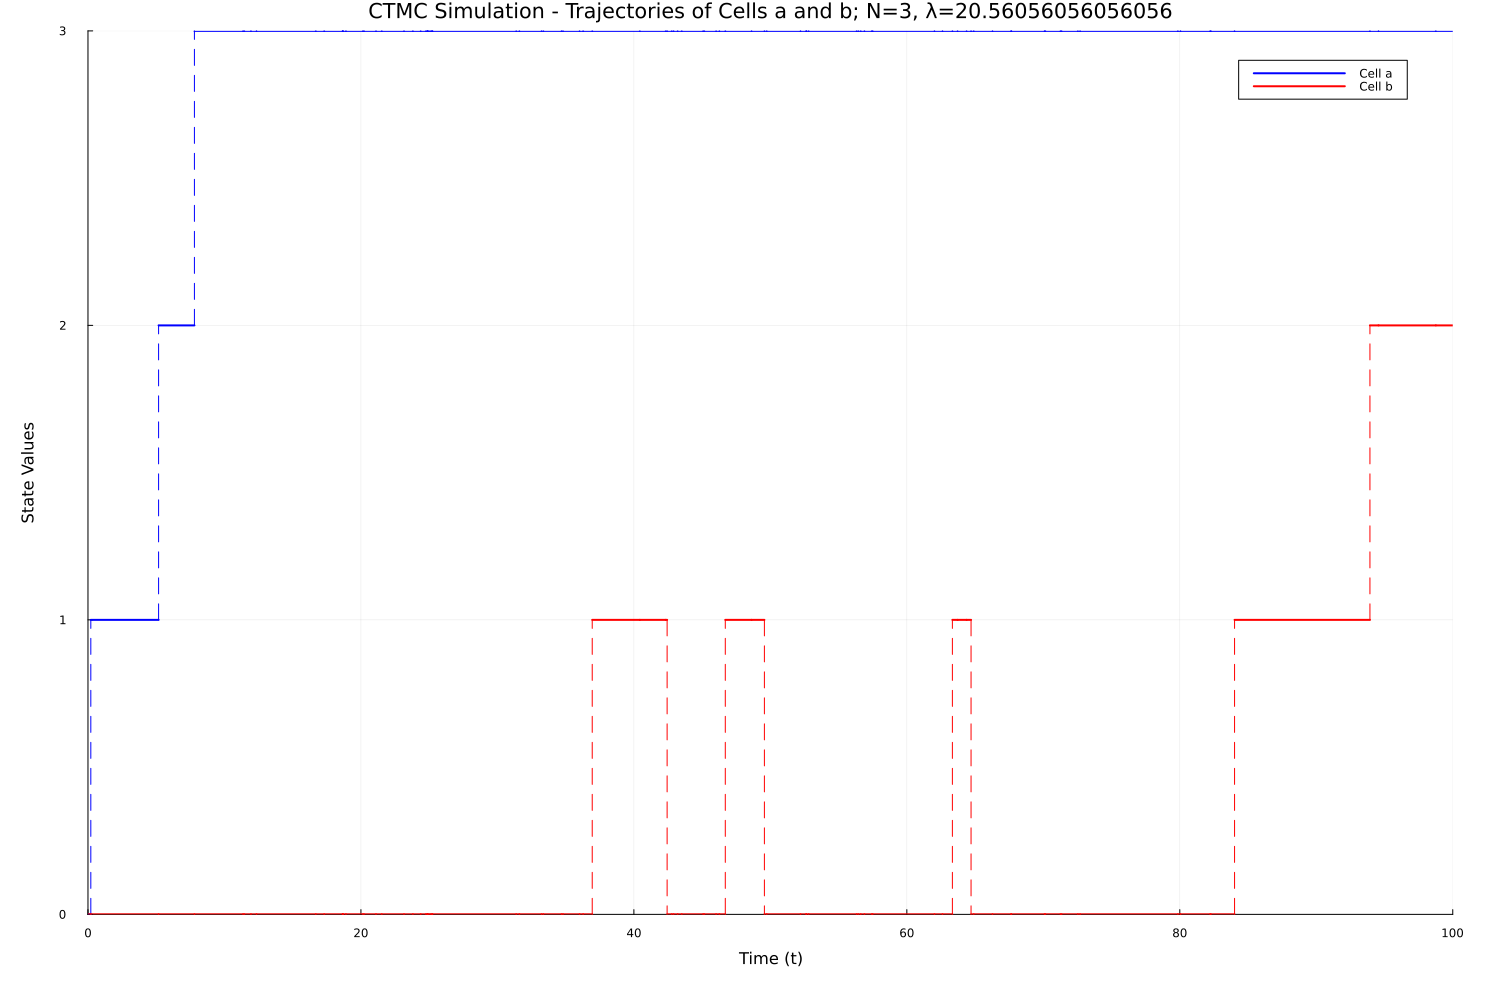 CTMC Simulation - Trajectories of Cells a and b; N=3, λ=20.56056056056056
3
Cell a
Cell b
2
State Values
1
0
0 20 40 60 80 100
Time (t)